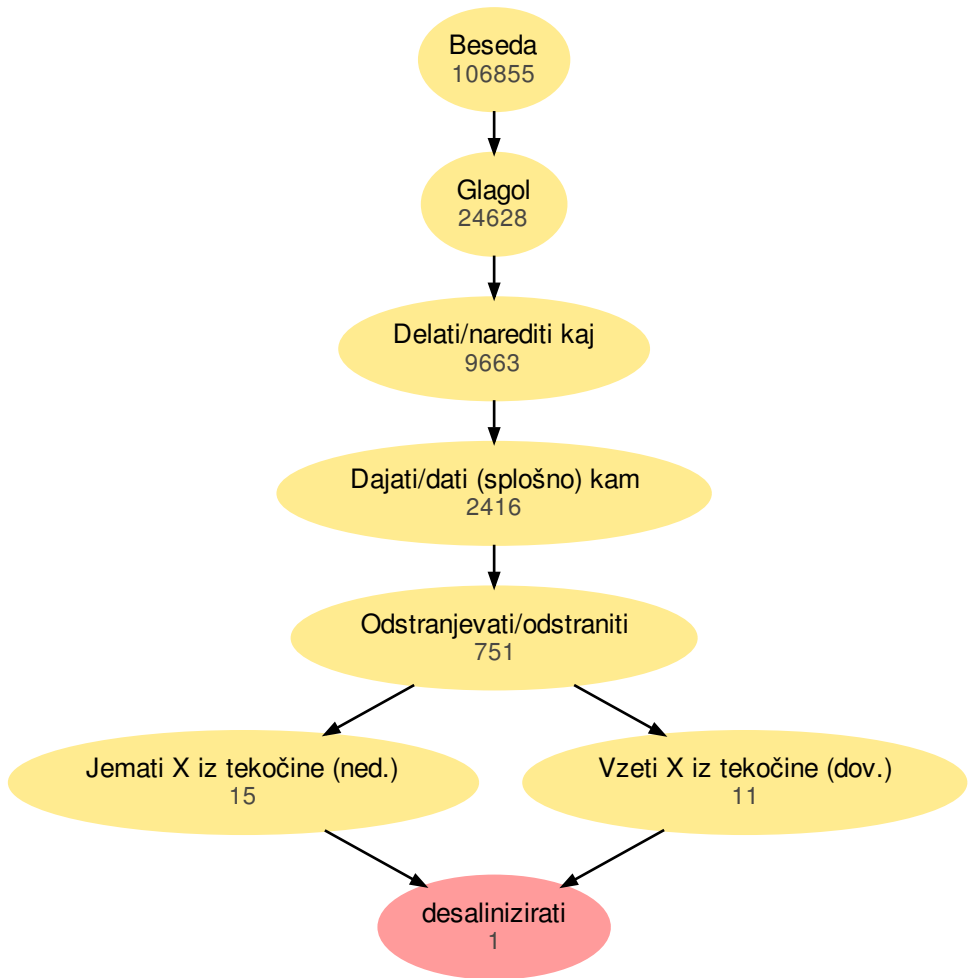 Beseda
106855
Glagol
24628
Delati/narediti kaj
9663
Dajati/dati (splošno) kam
2416
Odstranjevati/odstraniti
751
Jemati X iz tekočine (ned.)
15
Vzeti X iz tekočine (dov.)
11
desalinizirati
1